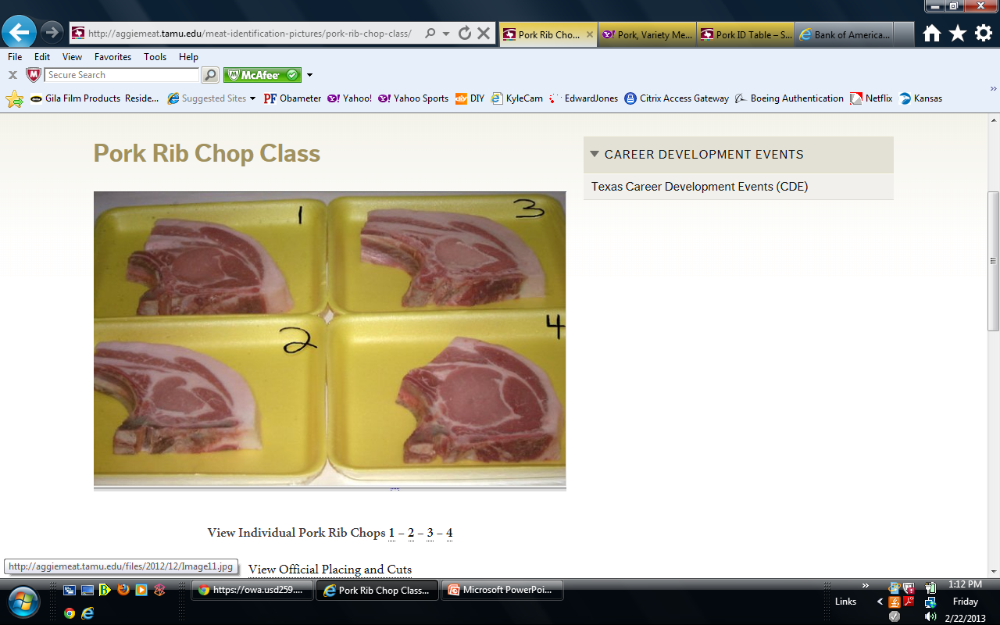 http://aggiemeat.tamu.edu/meat-identification-pictures/pork-rib-chop-class/
Pork Rib Cho...
Pork, Variety Me...
Pork ID Table – S...
Bank of America...
File Edit View Favorites Tools Help
Secure Search
McAfee
Gila Film Products Reside...
Suggested Sites
Obameter
Yahoo!
Yahoo Sports
DIY
KyleCam
EdwardJones
Citrix Access Gateway
Boeing Authentication
Netflix
Kansas
Pork Rib Chop Class
CAREER DEVELOPMENT EVENTS
Texas Career Development Events (CDE)
1
3
2
4
View Individual Pork Rib Chops 1 – 2 – 3 – 4
View Official Placing and Cuts
http://aggiemeat.tamu.edu/files/2012/12/Image11.jpg
https://owa.usd259....
Pork Rib Chop Class...
Microsoft PowerPoi...
Links
1:12 PM
Friday
2/22/2013